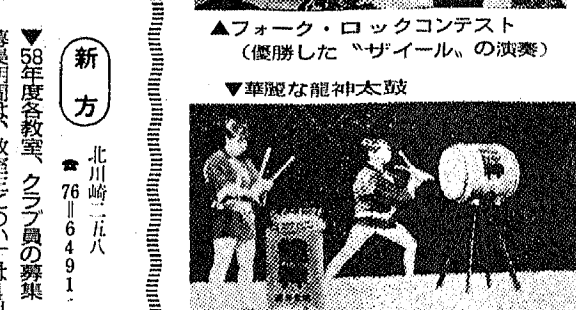 ▲フォーク・ロックコンテスト
（優勝した〝ザイール〟の演奏）
▼華麗な龍神太鼓
新方
北川崎二五八
☎76＝6491
▼58年度各教室、クラブ員の募集